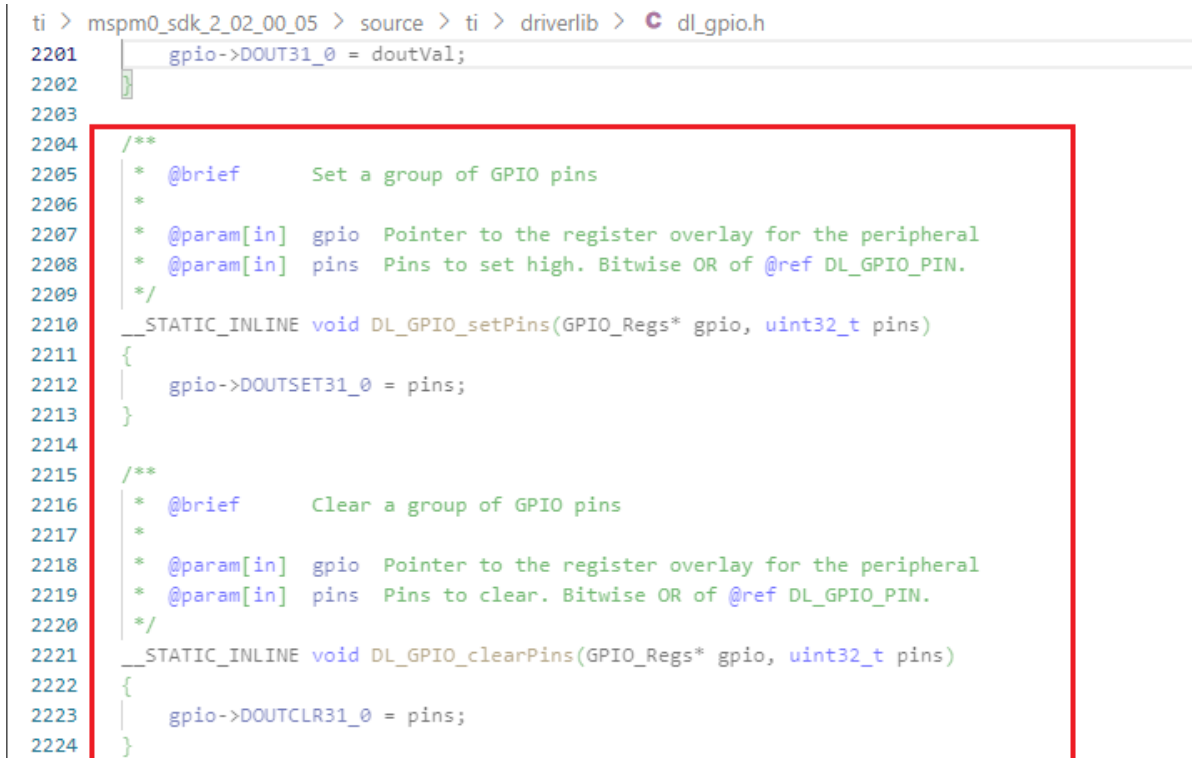 ti > mspm0_sdk_2_02_00_05 > source > ti > driverlib > C dl_gpio.h
2201 gpio->DOUT31_0 = doutVal;
2202 }
2203
2204 /**
2205 * @brief Set a group of GPIO pins
2206 *
2207 * @param[in] gpio Pointer to the register overlay for the peripheral
2208 * @param[in] pins Pins to set high. Bitwise OR of @ref DL_GPIO_PIN.
2209 */
2210 __STATIC_INLINE void DL_GPIO_setPins(GPIO_Regs* gpio, uint32_t pins)
2211 {
2212 gpio->DOUTSET31_0 = pins;
2213 }
2214
2215 /**
2216 * @brief Clear a group of GPIO pins
2217 *
2218 * @param[in] gpio Pointer to the register overlay for the peripheral
2219 * @param[in] pins Pins to clear. Bitwise OR of @ref DL_GPIO_PIN.
2220 */
2221 __STATIC_INLINE void DL_GPIO_clearPins(GPIO_Regs* gpio, uint32_t pins)
2222 {
2223 gpio->DOUTCLR31_0 = pins;
2224 }